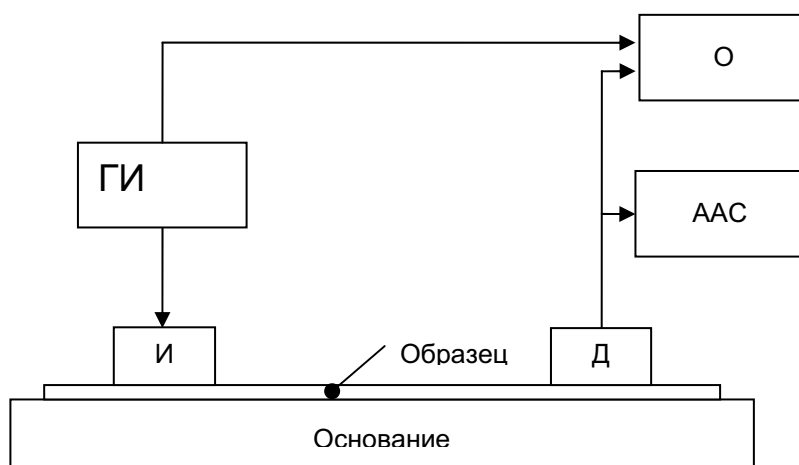 О
ГИ
ААС
И
Образец
Д
Основание